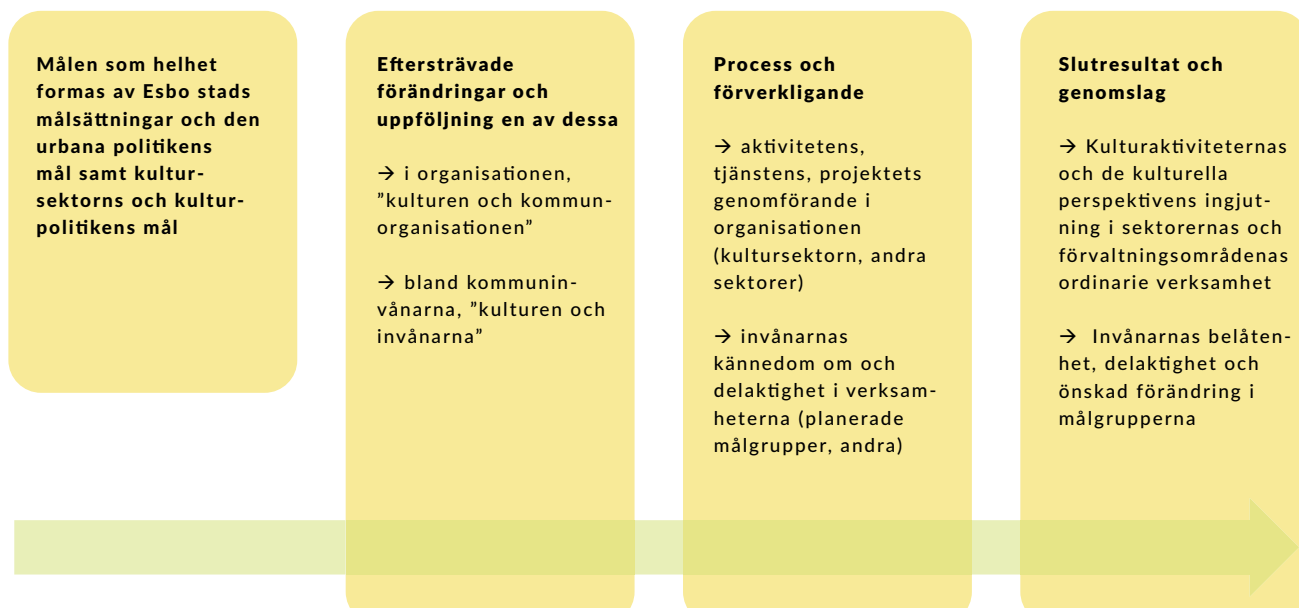 Målen som helhet
formas av Esbo stads
målsättningar och den
urbana politikens
mål samt kultur-
sektorns och kultur-
politikens mål
Eftersträvade
förändringar och
uppföljning en av dessa
→ i organisationen,
”kulturen och kommun-
organisationen”
→ bland kommunin-
vånarna, ”kulturen och
invånarna”
Process och
förverkligande
→ aktivitetens,
tjänstens, projektets
genomförande i
organisationen
(kultursektorn, andra
sektorer)
→ invånarnas
kännedom om och
delaktighet i verksam-
heterna (planerade
målgrupper, andra)
Slutresultat och
genomslag
→ Kulturaktiviteternas
och de kulturella
perspektivens ingjut-
ning i sektorernas och
förvaltningsområdenas
ordinarie verksamhet
→ Invånarnas belåten-
het, delaktighet och
önskad förändring i
målgrupperna